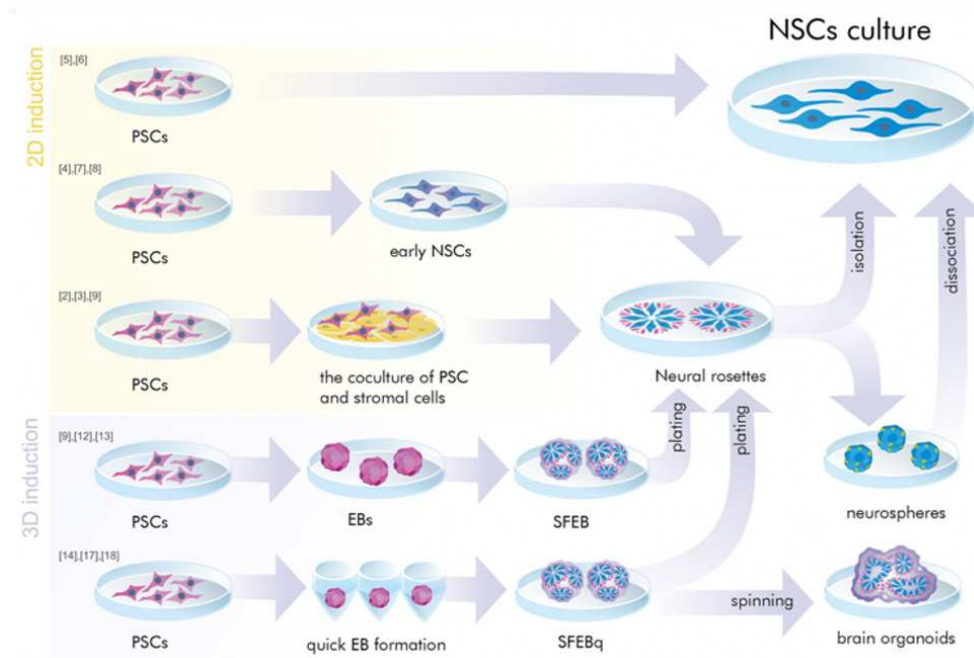 NSCs culture
2D induction
[5],[6]
PSCs
[4],[7],[8]
PSCs
early NSCs
isolation
dissociation
[2],[3],[9]
PSCs
the coculture of PSC
and stromal cells
Neural rosettes
3D induction
[9],[12],[13]
PSCs
EBs
SFEB
plating
plating
neurospheres
[14],[17],[18]
PSCs
quick EB formation
SFEBq
spinning
brain organoids